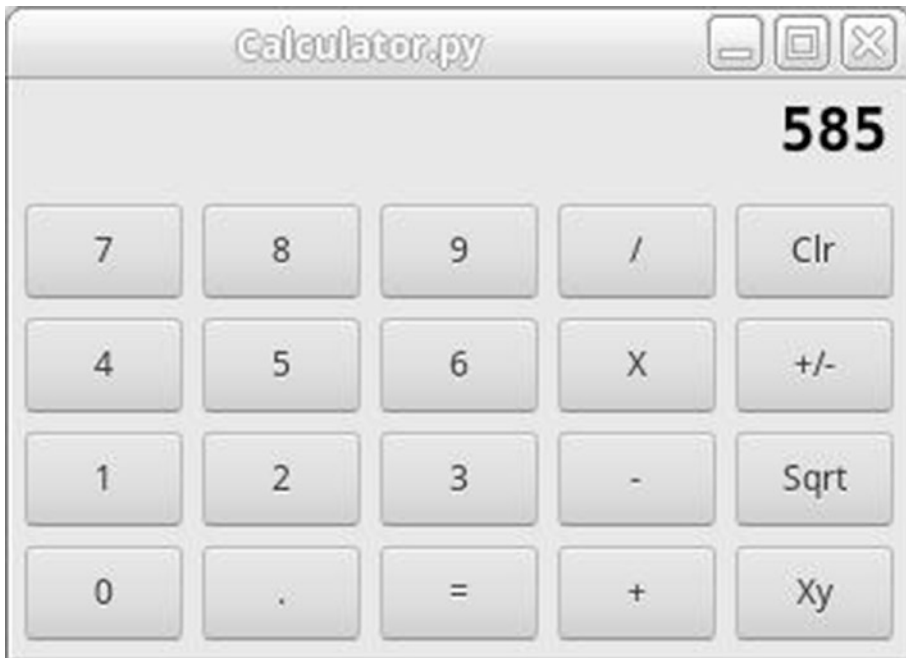 Calculator.py
585
7 8 9 / Clr
4 5 6 X +/-
1 2 3 - Sqrt
0 . = + Xy